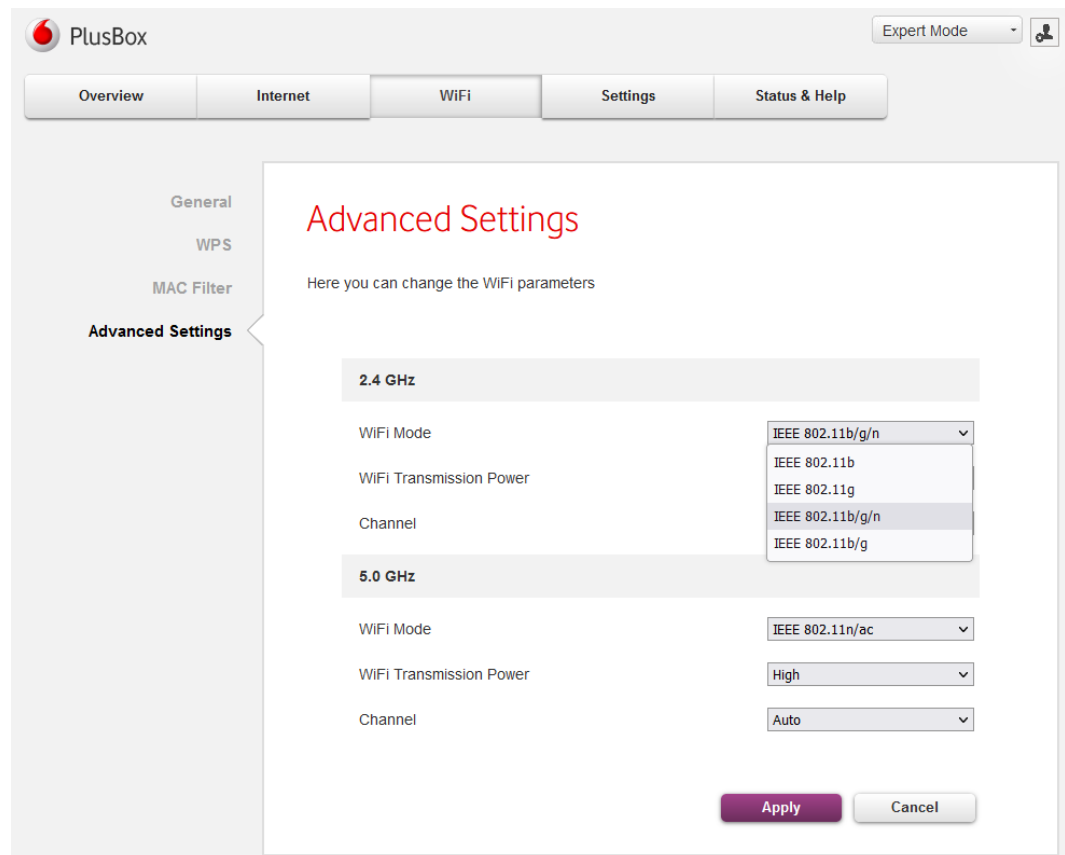 PlusBox
Expert Mode
Overview Internet WiFi Settings Status & Help
General
WPS
MAC Filter
Advanced Settings
Advanced Settings
Here you can change the WiFi parameters
2.4 GHz
WiFi Mode IEEE 802.11b/g/n
IEEE 802.11b
WiFi Transmission Power
IEEE 802.11g
IEEE 802.11b/g/n
Channel
IEEE 802.11b/g
5.0 GHz
WiFi Mode IEEE 802.11n/ac
WiFi Transmission Power High
Channel Auto
Apply Cancel